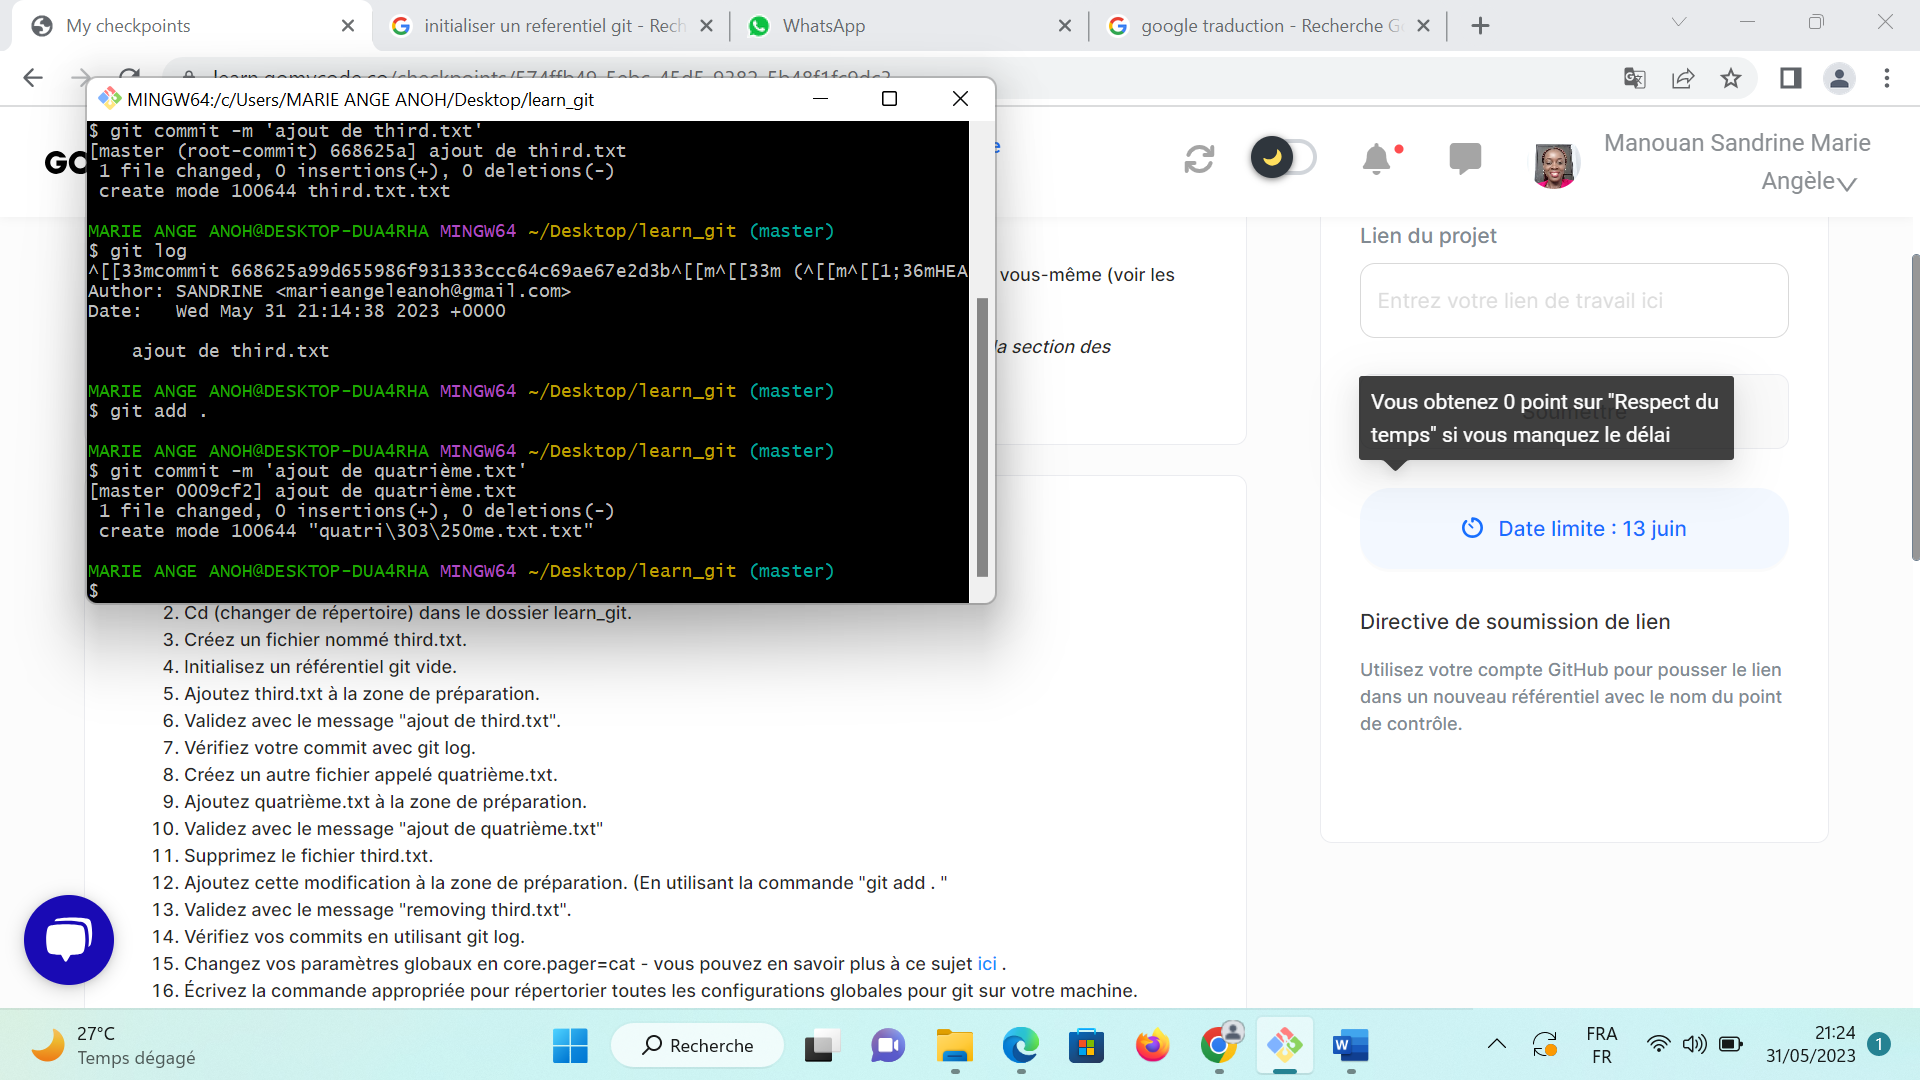 My checkpoints
initialiser un referentiel git - Rech
WhatsApp
google traduction - Recherche Go
MINGW64:/c/Users/MARIE ANGE ANOH/Desktop/learn_git
$ git commit -m 'ajout de third.txt'
[master (root-commit) 668625a] ajout de third.txt
1 file changed, 0 insertions(+), 0 deletions(-)
create mode 100644 third.txt.txt
MARIE ANGE ANOH@DESKTOP-DUA4RHA MINGW64 ~/Desktop/learn_git (master)
$ git log
^[[33mcommit 668625a99d655986f931333ccc64c69ae67e2d3b^[[m^[[33m (^[[m^[[1;36mHEA
Author: SANDRINE <marieangeleanoh@gmail.com>
Date:   Wed May 31 21:14:38 2023 +0000
ajout de third.txt
MARIE ANGE ANOH@DESKTOP-DUA4RHA MINGW64 ~/Desktop/learn_git (master)
$ git add .
MARIE ANGE ANOH@DESKTOP-DUA4RHA MINGW64 ~/Desktop/learn_git (master)
$ git commit -m 'ajout de quatrième.txt'
[master 0009cf2] ajout de quatrième.txt
1 file changed, 0 insertions(+), 0 deletions(-)
create mode 100644 "quatri\303\250me.txt.txt"
MARIE ANGE ANOH@DESKTOP-DUA4RHA MINGW64 ~/Desktop/learn_git (master)
$
GO
e
Manouan Sandrine Marie
Angèle
vous-même (voir les
la section des
2. Cd (changer de répertoire) dans le dossier learn_git.
3. Créez un fichier nommé third.txt.
4. Initialisez un référentiel git vide.
5. Ajoutez third.txt à la zone de préparation.
6. Validez avec le message "ajout de third.txt".
7. Vérifiez votre commit avec git log.
8. Créez un autre fichier appelé quatrième.txt.
9. Ajoutez quatrième.txt à la zone de préparation.
10. Validez avec le message "ajout de quatrième.txt"
11. Supprimez le fichier third.txt.
12. Ajoutez cette modification à la zone de préparation. (En utilisant la commande "git add . "
13. Validez avec le message "removing third.txt".
14. Vérifiez vos commits en utilisant git log.
15. Changez vos paramètres globaux en core.pager=cat - vous pouvez en savoir plus à ce sujet ici .
16. Écrivez la commande appropriée pour répertorier toutes les configurations globales pour git sur votre machine.
Lien du projet
Entrez votre lien de travail ici
Vous obtenez 0 point sur "Respect du
temps" si vous manquez le délai
Date limite : 13 juin
Directive de soumission de lien
Utilisez votre compte GitHub pour pousser le lien
dans un nouveau référentiel avec le nom du point
de contrôle.
27°C
Temps dégagé
Recherche
FRA
FR
21:24
31/05/2023
1